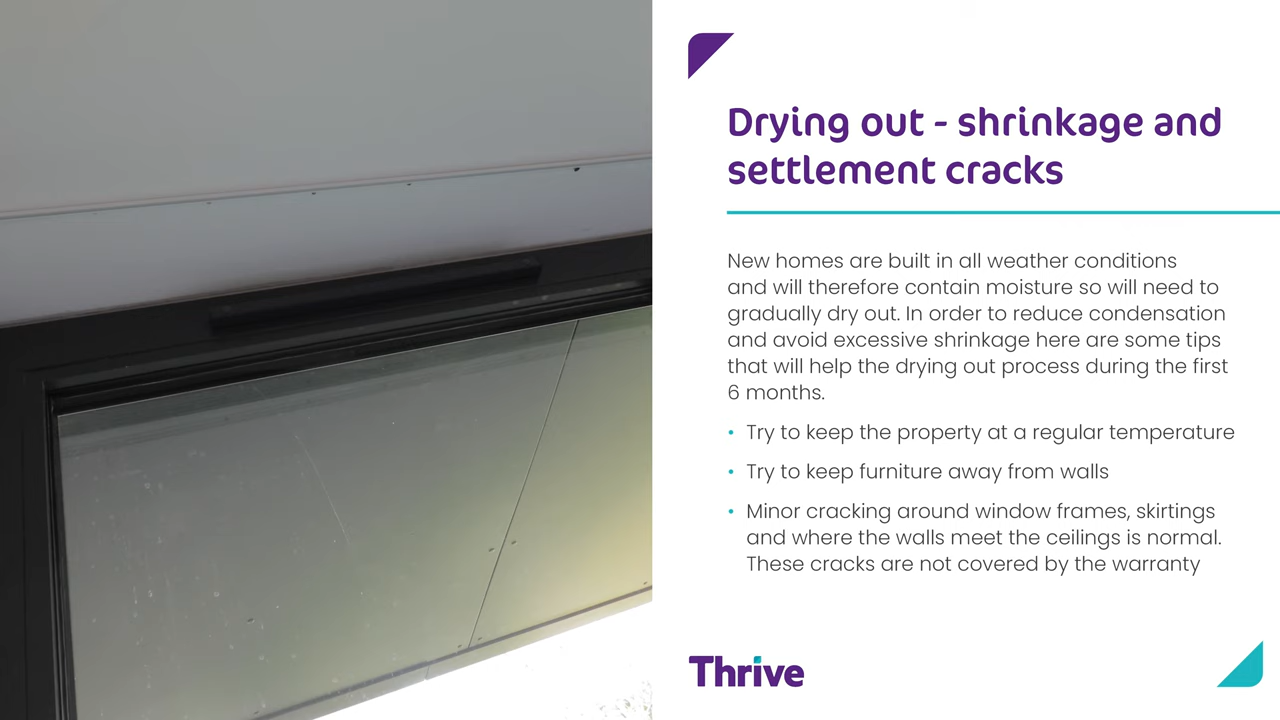 Drying out - shrinkage and
settlement cracks
New homes are built in all weather conditions
and will therefore contain moisture so will need to
gradually dry out. In order to reduce condensation
and avoid excessive shrinkage here are some tips
that will help the drying out process during the first
6 months.
• Try to keep the property at a regular temperature
• Try to keep furniture away from walls
• Minor cracking around window frames, skirtings
and where the walls meet the ceilings is normal.
These cracks are not covered by the warranty
Thrive